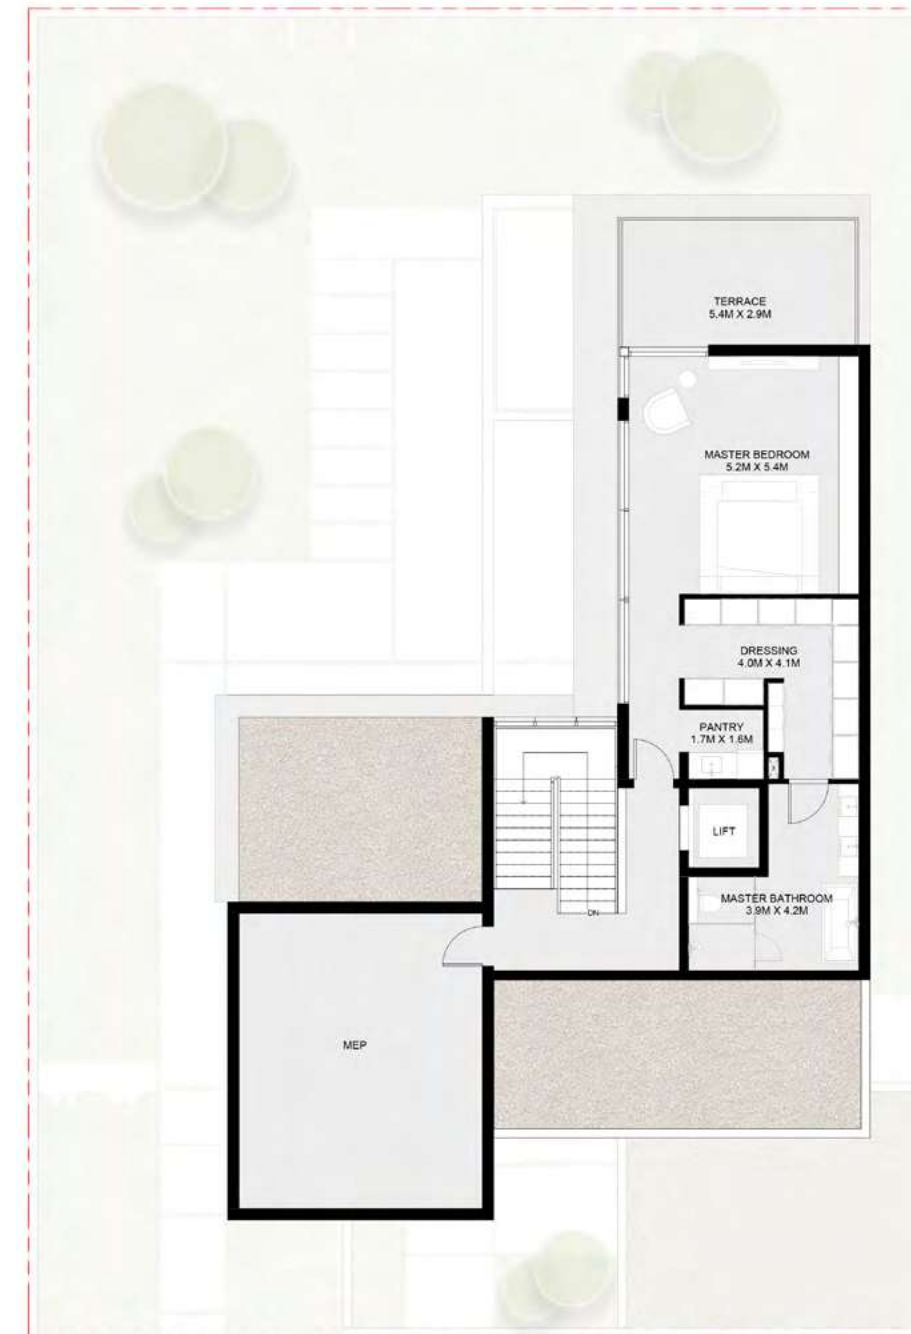 TERRACE
5.4M X 2.9M
MASTER BEDROOM
5.2M X 5.4M
DRESSING
4.0M X 4.1M
PANTRY
1.7M X 1.6M
LIFT
MASTER BATHROOM
3.9M X 4.2M
DN
MEP